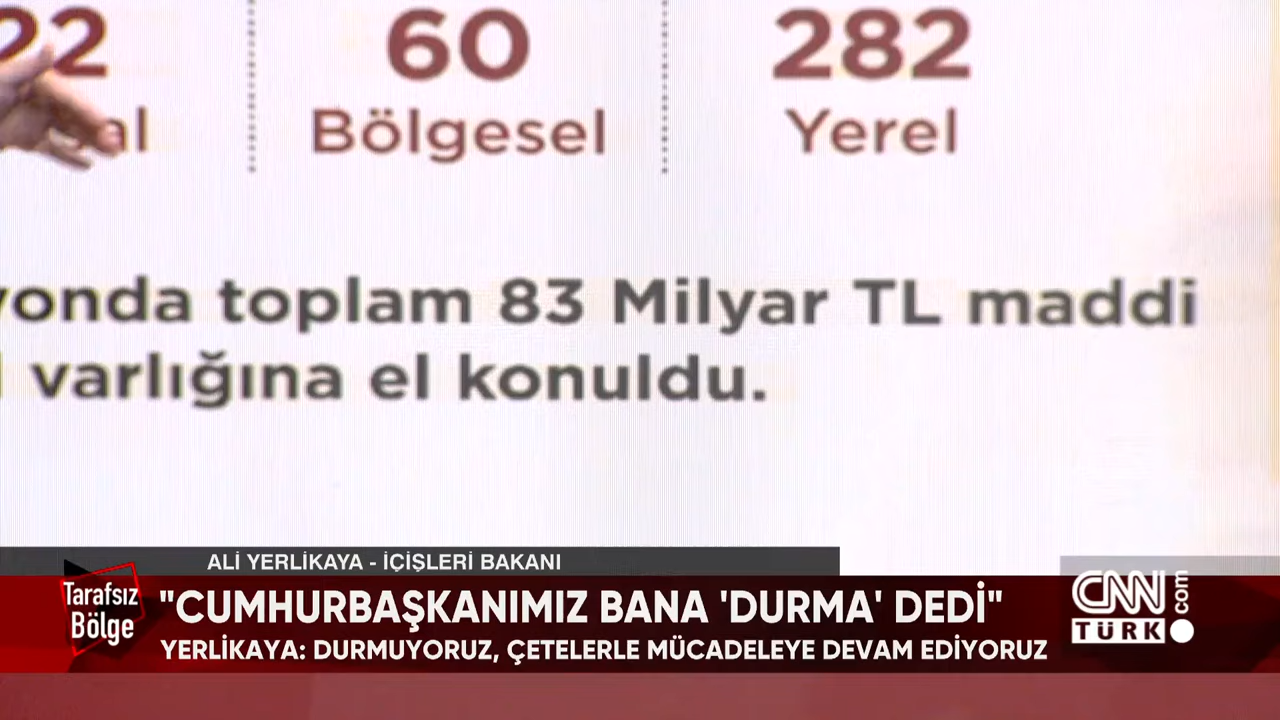 22 60 282
Bölgesel Yerel
toplam 83 Milyar TL maddi
varlığına el konuldu.
ALİ YERLİKAYA - İÇİŞLERİ BAKANI
Tarafsız
Bölge
"CUMHURBAŞKANIMIZ BANA 'DURMA' DEDİ"
YERLİKAYA: DURMUYORUZ, ÇETELERLE MÜCADELEYE DEVAM EDİYORUZ
CNN
TÜRK
.com